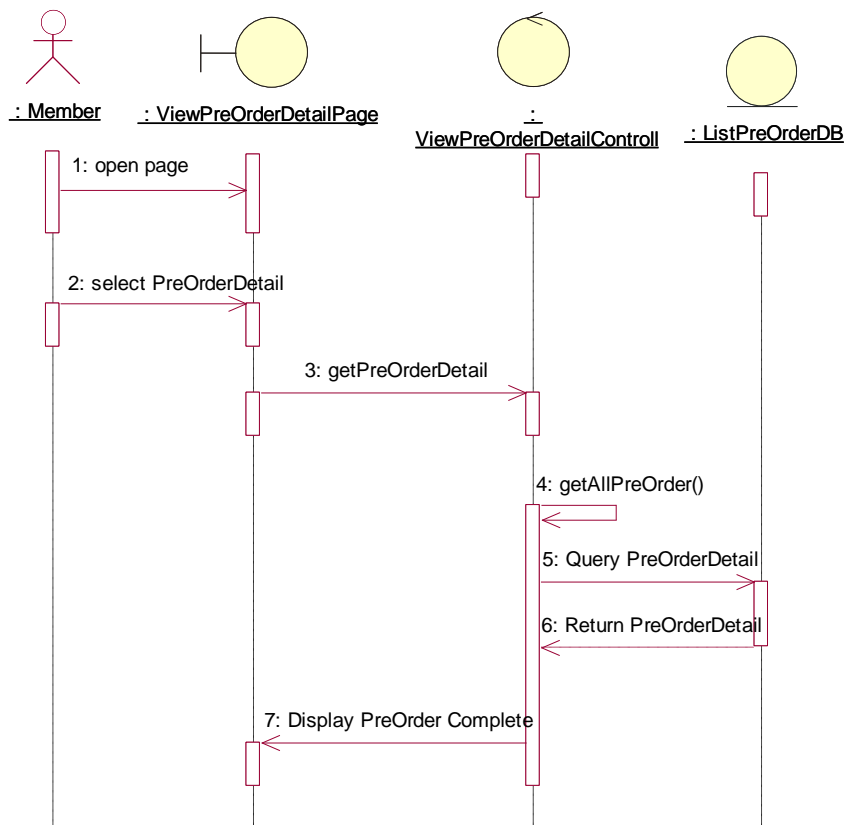 : Member
: ViewPreOrderDetailPage
:
ViewPreOrderDetailControll
: ListPreOrderDB
1: open page
2: select PreOrderDetail
3: getPreOrderDetail
4: getAllPreOrder()
5: Query PreOrderDetail
6: Return PreOrderDetail
7: Display PreOrder Complete